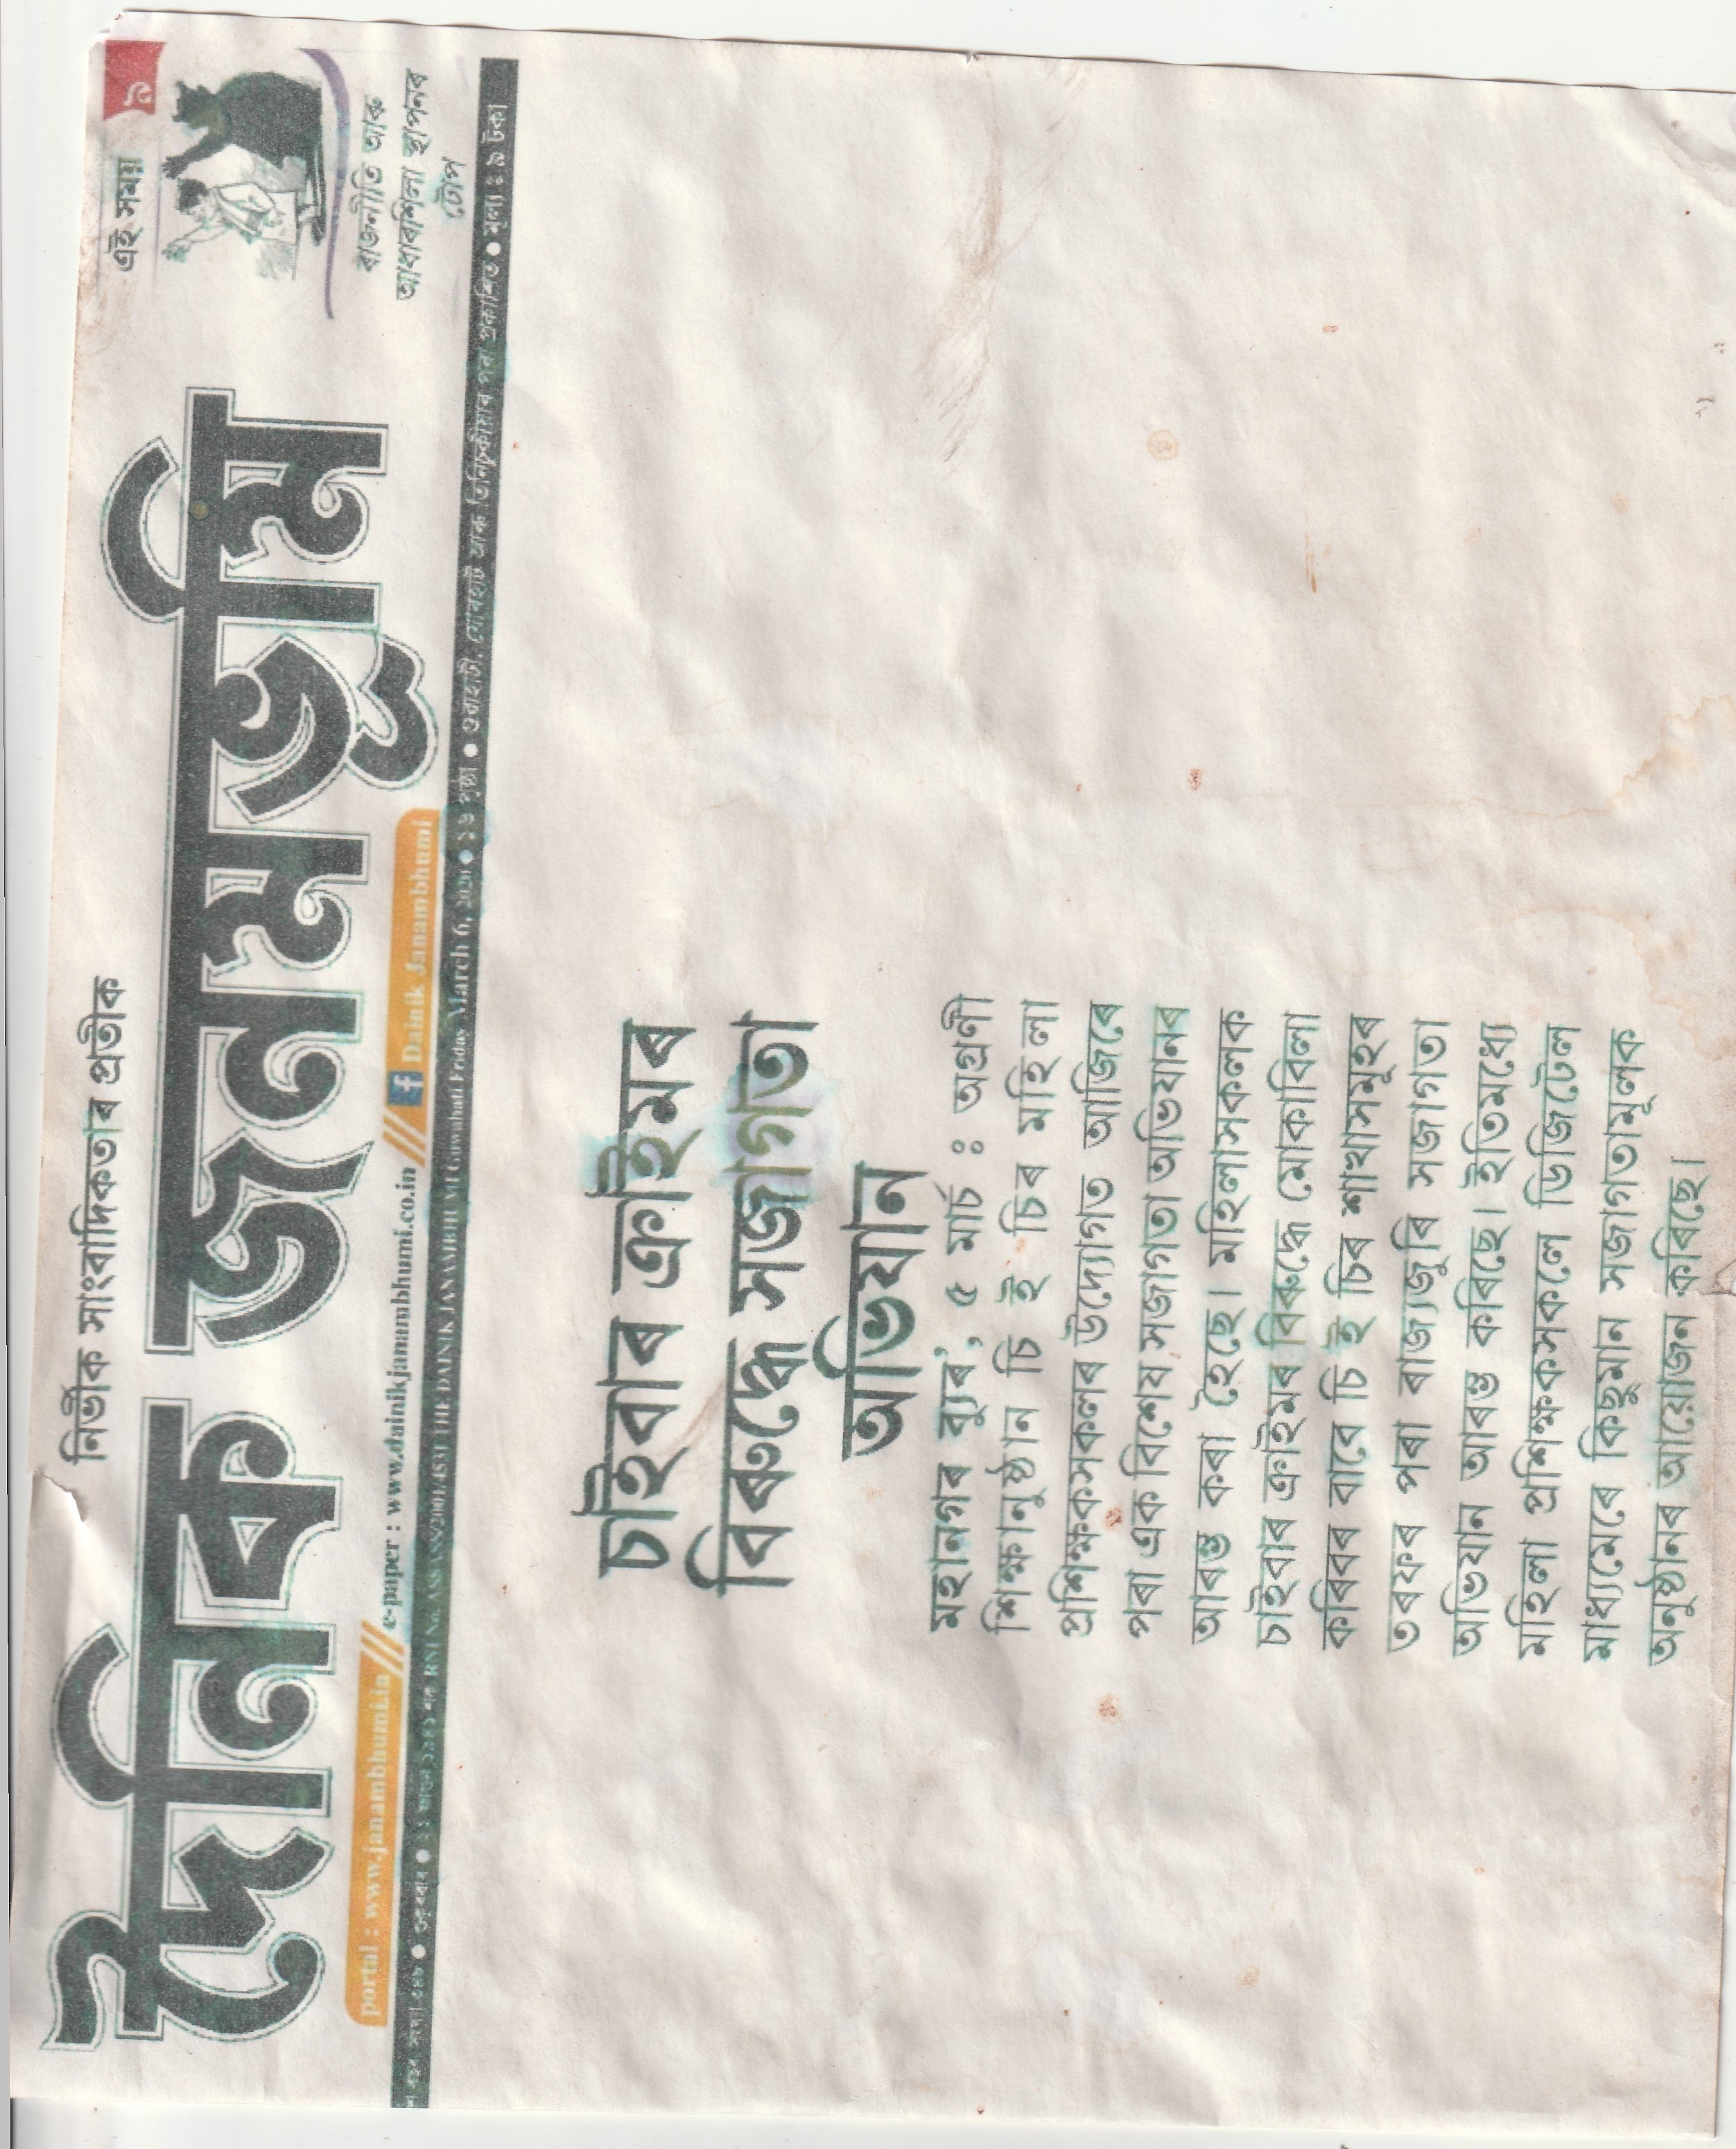 নিৰ্ভীক সাংবাদিকতাৰ প্ৰতীক
দৈনিক জনমভূমি
এই সময় ৯
ৰাজনীতি আৰু
আধাৰশিলা স্থাপনৰ
টোপ
portal : www.janambhumi.in
e-paper : www.dainikjanambhumi.co.in
Dainik Janambhumi
RNI No. ASSASS/2001/4531 THE DAINIK JANAMBHUMI Guwahati Friday March 6, 2020 ● ১৬ পৃষ্ঠা ● গুৱাহাটী, যোৰহাট আৰু তিনিচুকীয়াৰ পৰা প্ৰকাশিত ● মূল্য ঃ ৯ টকা
চাইবাৰ ক্ৰাইমৰ
বিৰুদ্ধে সজাগতা
অভিযান
মহানগৰ ব্যুৰ’, ৫ মাৰ্চ ঃ অগ্ৰণী
শিক্ষানুষ্ঠান চি ই চিৰ মহিলা
প্ৰশিক্ষকসকলৰ উদ্যোগত আজিৰে
পৰা এক বিশেষ সজাগতা অভিযানৰ
আৰম্ভ কৰা হৈছে। মহিলাসকলক
চাইবাৰ ক্ৰাইমৰ বিৰুদ্ধে মোকাবিলা
কৰিবৰ বাবে চি ই চিৰ শাখাসমূহৰ
তৰফৰ পৰা ৰাজ্যজুৰি সজাগতা
অভিযান আৰম্ভ কৰিছে। ইতিমধ্যে
মহিলা প্ৰশিক্ষকসকলে ডিজিটেল
মাধ্যমেৰে কিছুমান সজাগতামূলক
অনুষ্ঠানৰ আয়োজন কৰিছে।